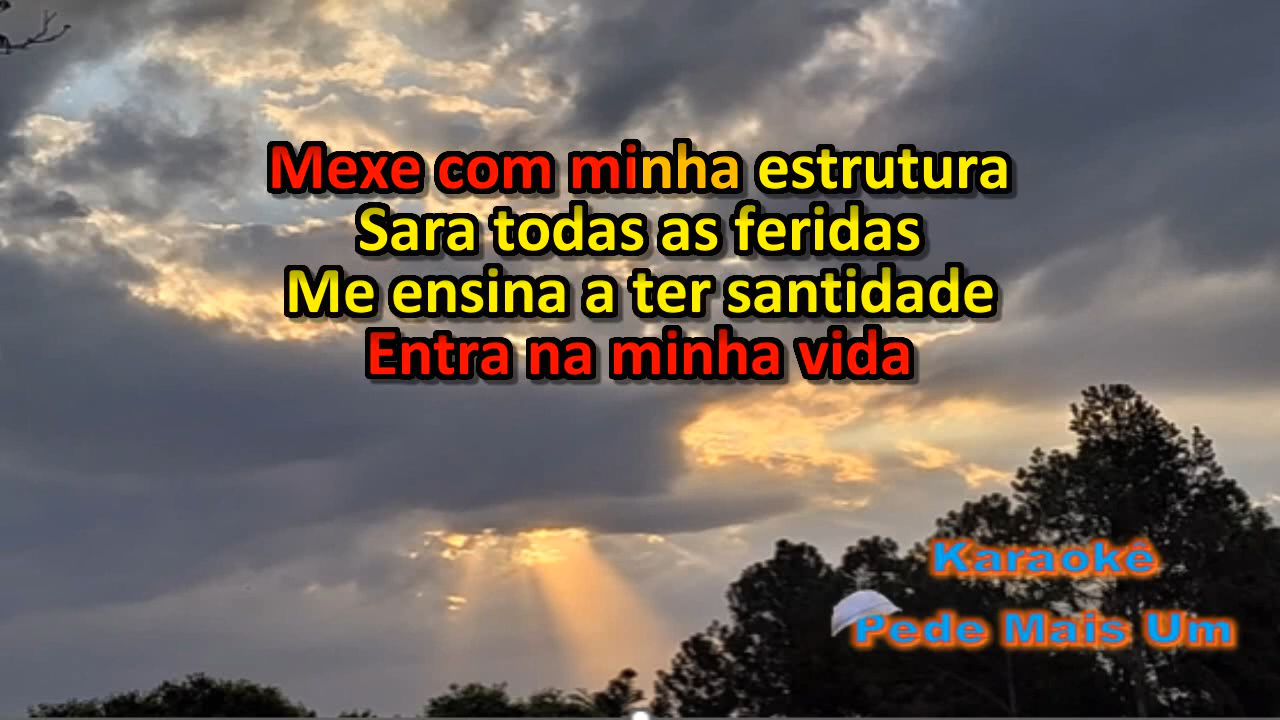 Mexe com minha estrutura
Sara todas as feridas
Me ensina a ter santidade
Entra na minha vida
Karaokê
Pede Mais Um